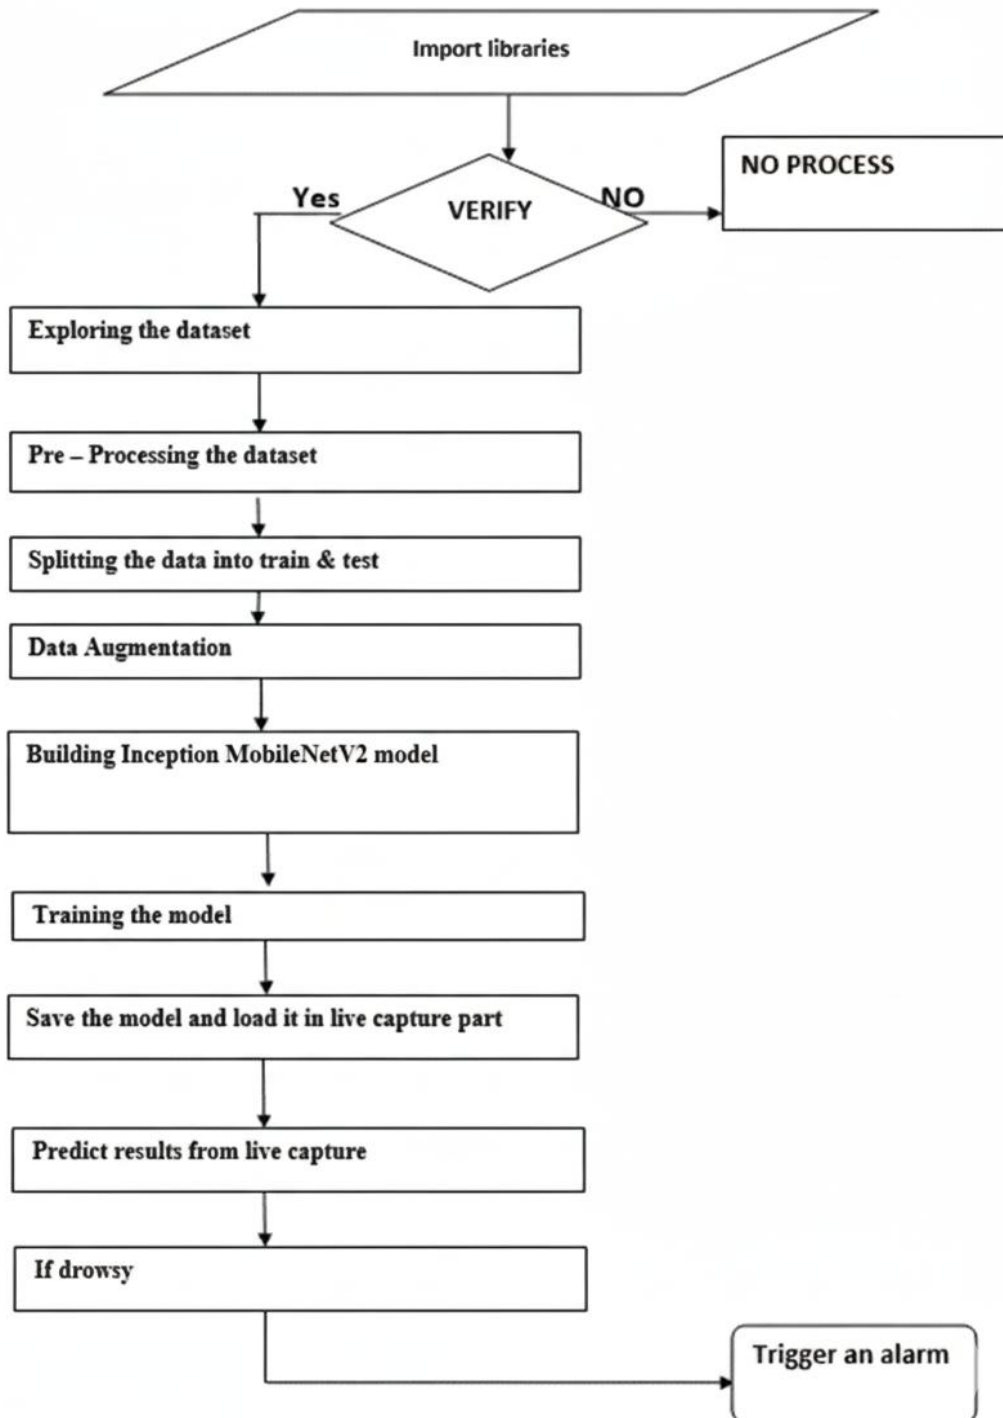 Import libraries
Yes
VERIFY
NO
NO PROCESS
Exploring the dataset
Pre – Processing the dataset
Splitting the data into train & test
Data Augmentation
Building Inception MobileNetV2 model
Training the model
Save the model and load it in live capture part
Predict results from live capture
If drowsy
Trigger an alarm